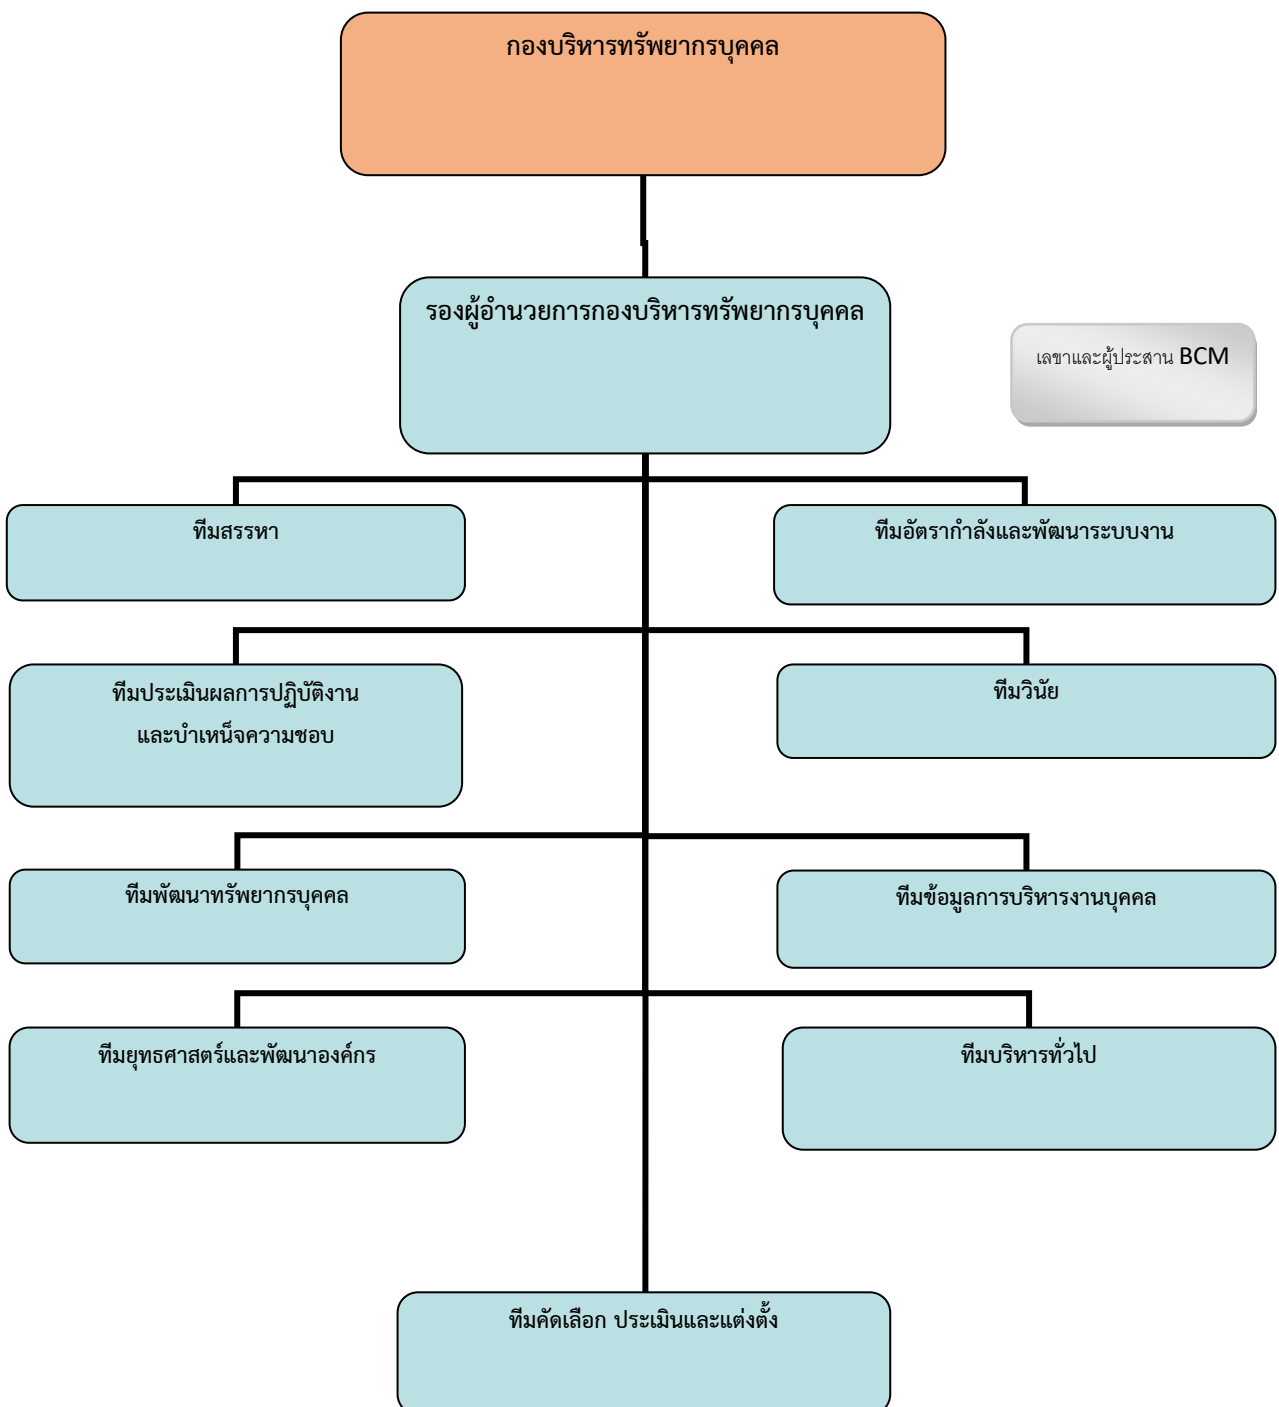 กองบริหารทรัพยากรบุคคล
รองผู้อำนวยการกองบริหารทรัพยากรบุคคล
เลขาและผู้ประสาน BCM
ทีมสรรหา
ทีมอัตรากำลังและพัฒนาระบบงาน
ทีมประเมินผลการปฏิบัติงาน
และบำเหน็จความชอบ
ทีมวินัย
ทีมพัฒนาทรัพยากรบุคคล
ทีมข้อมูลการบริหารงานบุคคล
ทีมยุทธศาสตร์และพัฒนาองค์กร
ทีมบริหารทั่วไป
ทีมคัดเลือก ประเมินและแต่งตั้ง